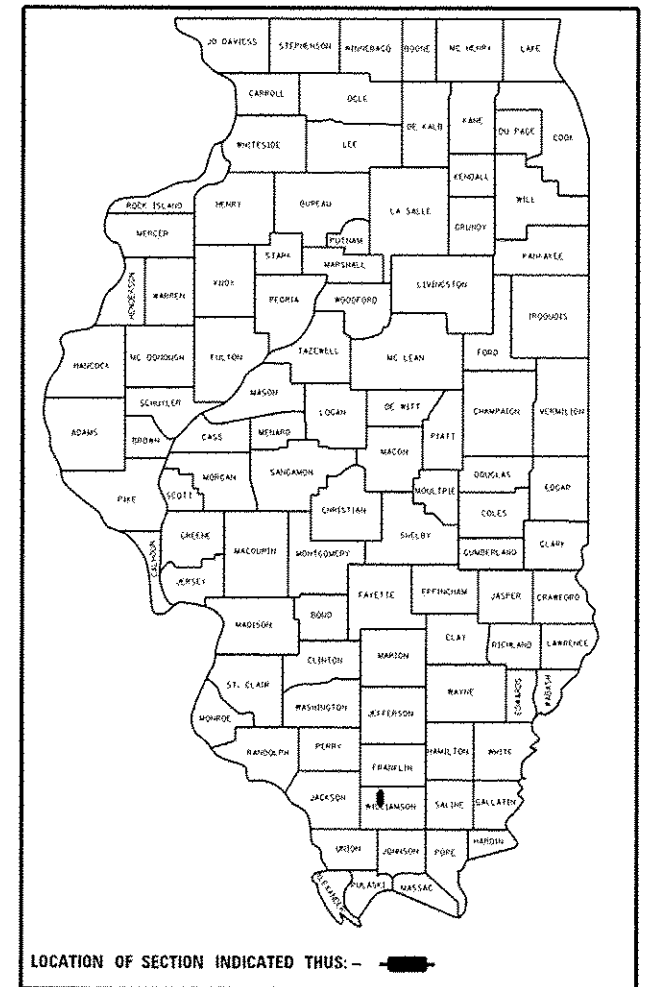 JO DAVIESS STEPHENSON WINNEBAGO BOONE MC HENRY LAKE
CARROLL OGLE DE KALB KANE DU PAGE COOK
WHITESIDE LEE
KENDALL WILL
ROCK ISLAND HENRY BUREAU LA SALLE GRUNDY
MERCER PUTNAM KANKAKEE
STARK MARSHALL
HENDERSON WARREN KNOX PEORIA WOODFORD LIVINGSTON IROQUOIS
HANCOCK MC DONOUGH FULTON TAZEWELL MC LEAN FORD
SCHUYLER MASON
ADAMS BROWN CASS MENARD LOGAN DE WITT PIATT CHAMPAIGN VERMILION
MACON
PIKE SCOTT MORGAN SANGAMON MOULTRIE DOUGLAS EDGAR
CHRISTIAN COLES
CALHOUN GREENE MACOUPIN MONTGOMERY SHELBY CUMBERLAND CLARK
JERSEY
FAYETTE EFFINGHAM JASPER CRAWFORD
MADISON BOND
CLAY RICHLAND LAWRENCE
CLINTON MARION
ST. CLAIR WAYNE EDWARDS WABASH
MONROE WASHINGTON JEFFERSON
RANDOLPH PERRY HAMILTON WHITE
FRANKLIN
JACKSON WILLIAMSON SALINE GALLATIN
UNION JOHNSON POPE HARDIN
ALEXANDER PULASKI MASSAC
LOCATION OF SECTION INDICATED THUS: -